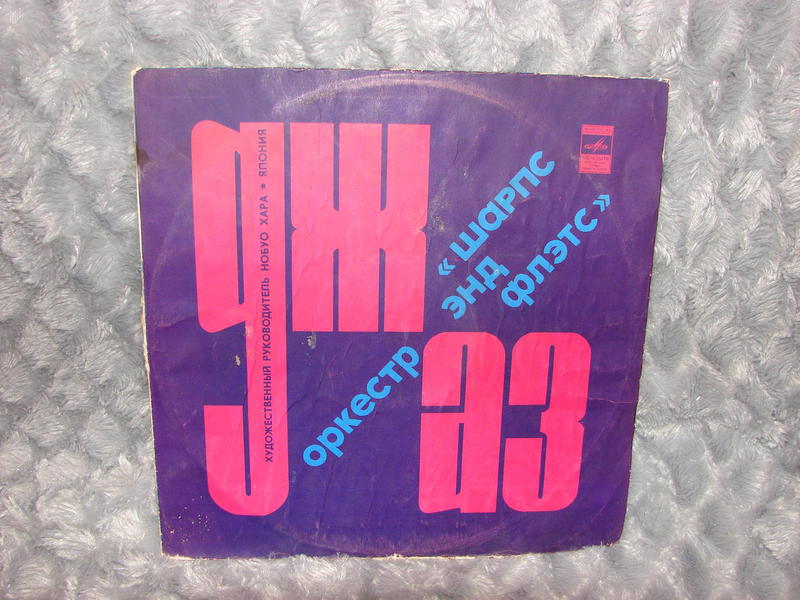 ДЖ
АЗ
ХУДОЖЕСТВЕННЫЙ РУКОВОДИТЕЛЬ НОБУО ХАРА ★ ЯПОНИЯ
оркестр
«шарпс
энд
флэтс»
МЕЛОДИЯ